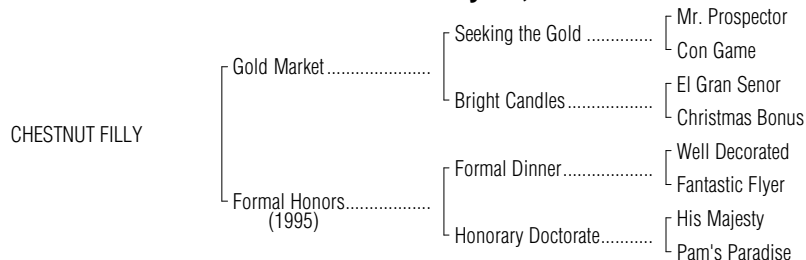 Mr. Prospector
Seeking the Gold ..............
Con Game
Gold Market......................
El Gran Senor
Bright Candles..................
Christmas Bonus
CHESTNUT FILLY
Well Decorated
Formal Dinner...................
Fantastic Flyer
Formal Honors..................
(1995)
His Majesty
Honorary Doctorate...........
Pam's Paradise